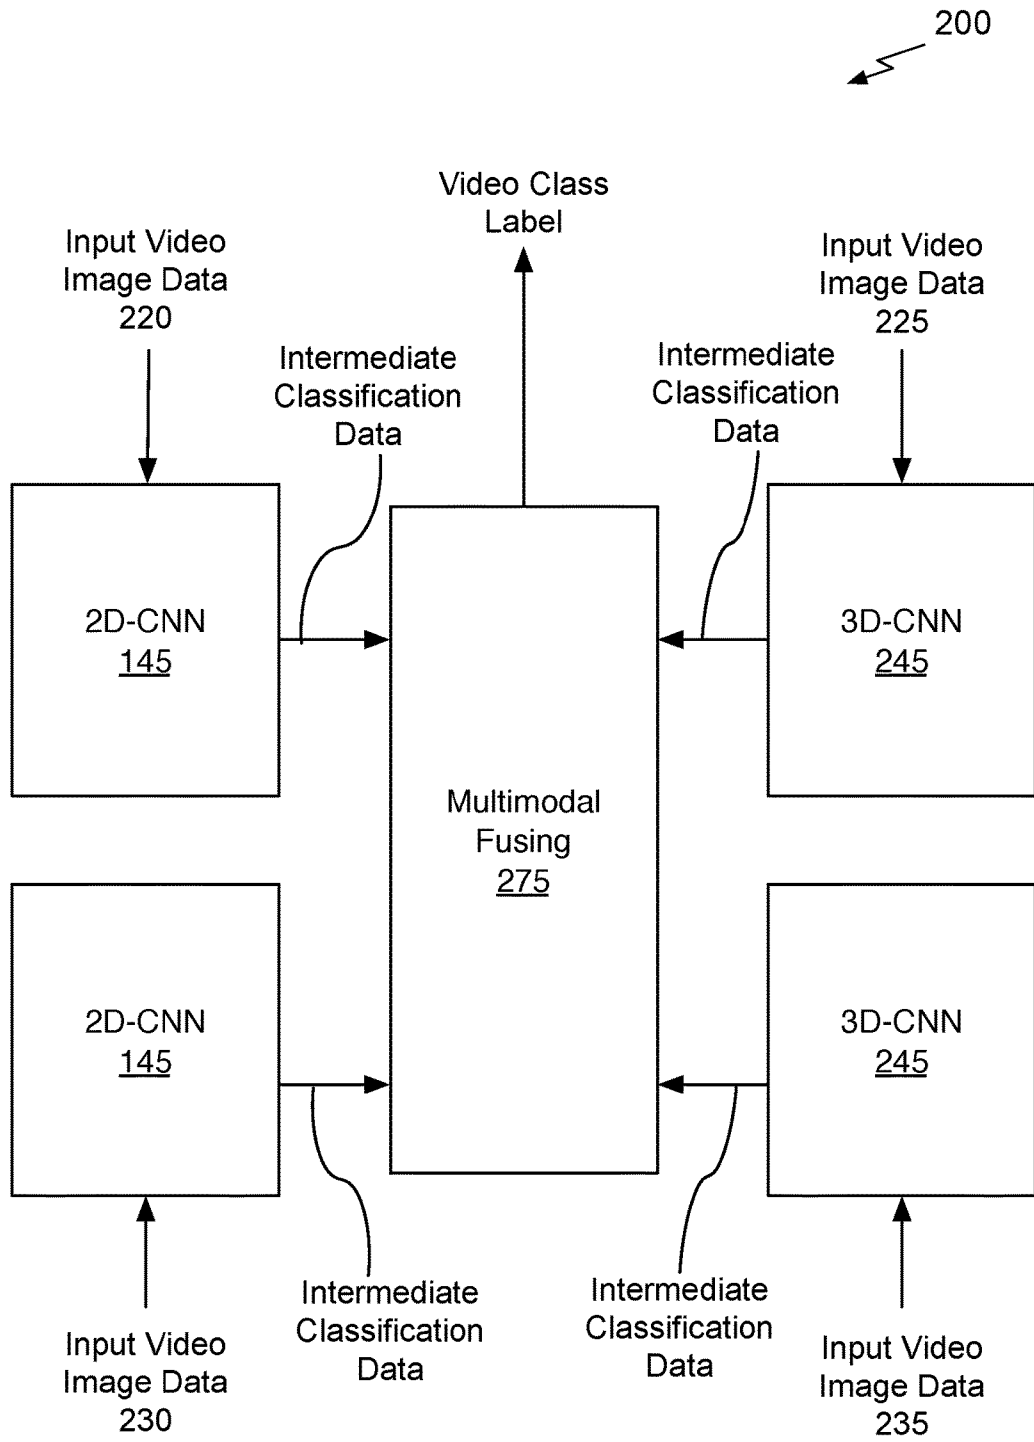 200
Video Class
Label
Input Video
Image Data
220
Input Video
Image Data
225
Intermediate
Classification
Data
Intermediate
Classification
Data
2D-CNN
145
3D-CNN
245
Multimodal
Fusing
275
2D-CNN
145
3D-CNN
245
Intermediate
Classification
Data
Intermediate
Classification
Data
Input Video
Image Data
230
Input Video
Image Data
235